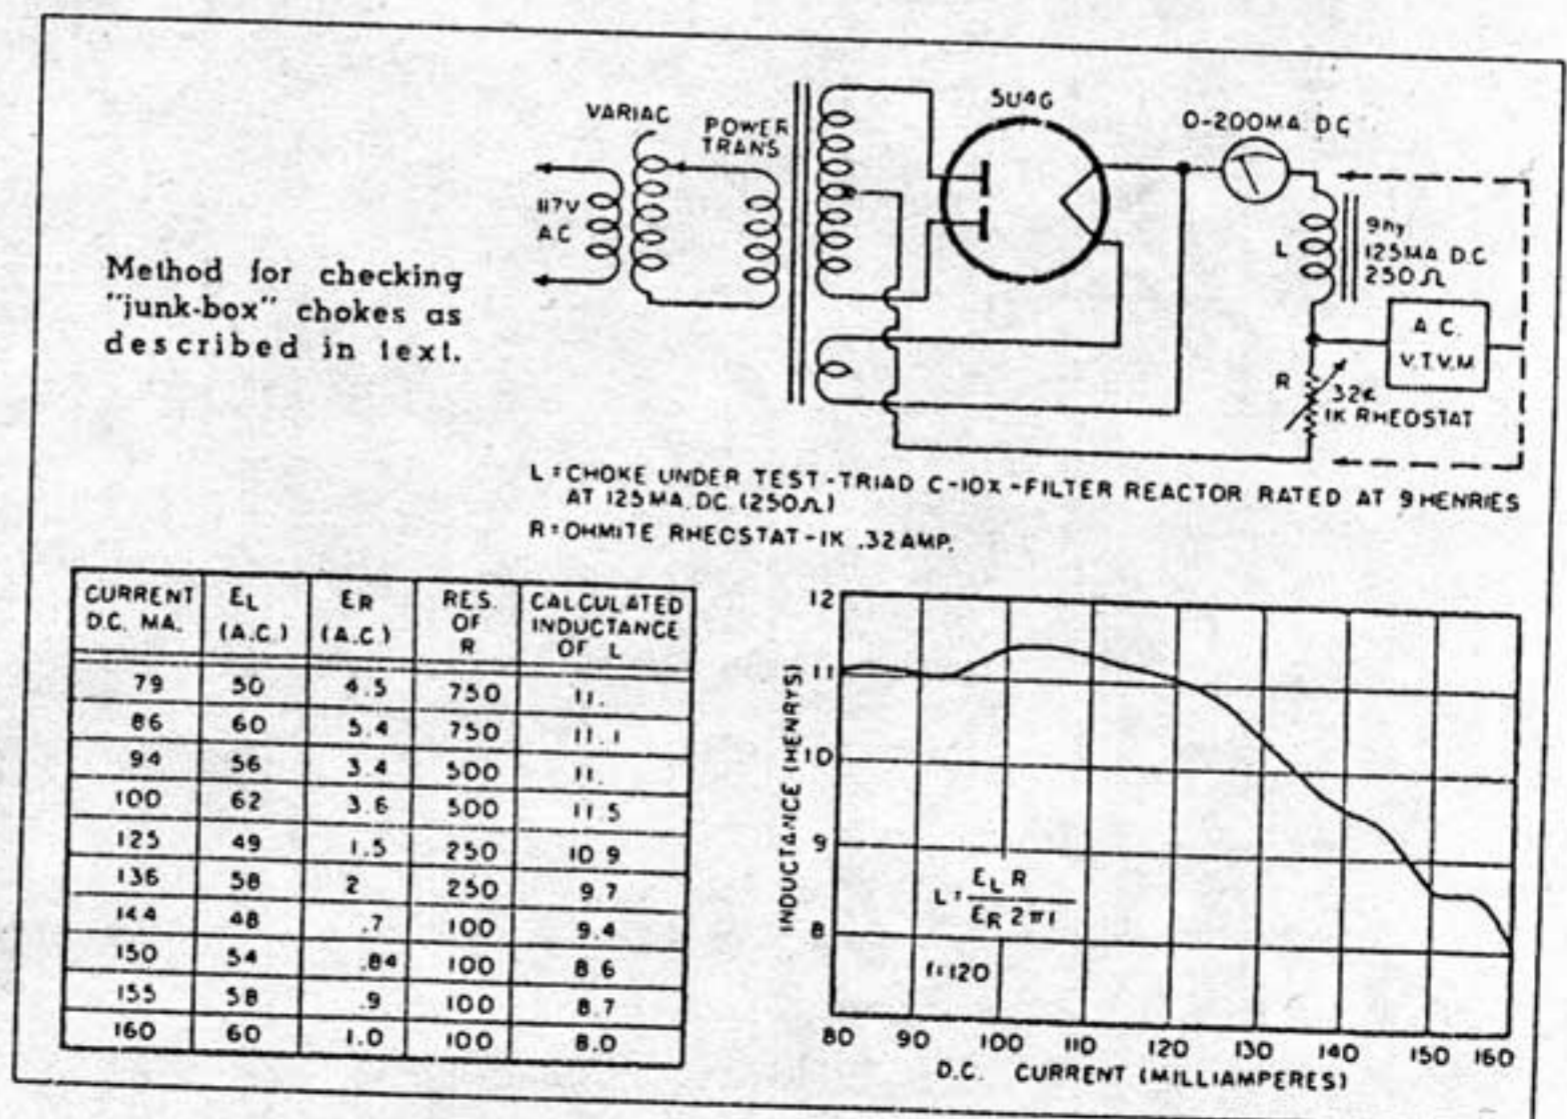 VARIAC
POWER
TRANS
117V
AC
5U4G
0-200MA. DC
L
9hy
125MA D.C
250Ω
A C.
V.T.V.M
R
.32a
1K RHEOSTAT
Method for checking
"junk-box" chokes as
described in text.
L = CHOKE UNDER TEST - TRIAD C-10X - FILTER REACTOR RATED AT 9 HENRIES
AT 125 MA. DC. (250Ω)
R = OHMITE RHEOSTAT - 1K .32 AMP.
CURRENT D.C. MA. EL (A.C.) ER (A.C) RES. OF R CALCULATED INDUCTANCE OF L
79 50 4.5 750 11.
86 60 5.4 750 11.1
94 56 3.4 500 11.
100 62 3.6 500 11.5
125 49 1.5 250 10.9
136 58 2 250 9.7
144 48 .7 100 9.4
150 54 .84 100 8.6
155 58 .9 100 8.7
160 60 1.0 100 8.0
INDUCTANCE (HENRYS)
12
11
10
9
8
L = EL R / ER 2πf
f=120
80 90 100 110 120 130 140 150 160
D.C. CURRENT (MILLIAMPERES)